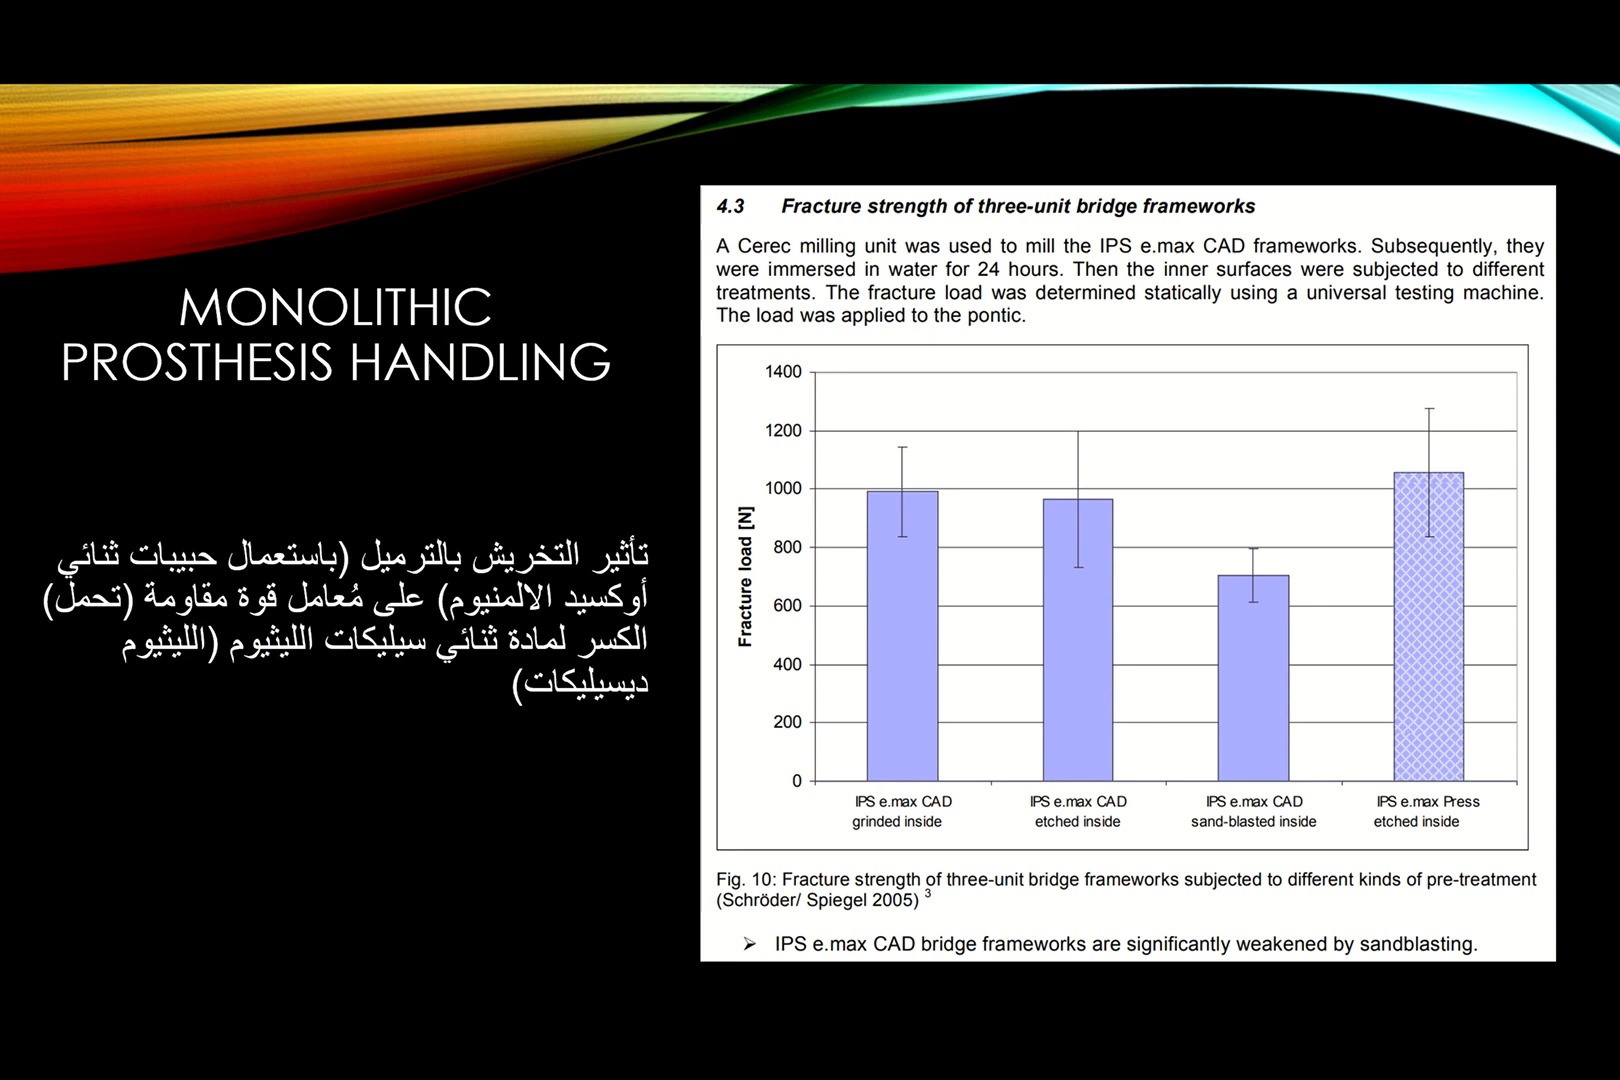 MONOLITHIC
PROSTHESIS HANDLING
تأثير التخريش بالترميل (باستعمال حبيبات ثنائي
أوكسيد الالمنيوم) على مُعامل قوة مقاومة (تحمل)
الكسر لمادة ثنائي سيليكات الليثيوم (الليثيوم
ديسيليكات)
4.3 Fracture strength of three-unit bridge frameworks
A Cerec milling unit was used to mill the IPS e.max CAD frameworks. Subsequently, they
were immersed in water for 24 hours. Then the inner surfaces were subjected to different
treatments. The fracture load was determined statically using a universal testing machine.
The load was applied to the pontic.
Fracture load [N]
1400
1200
1000
800
600
400
200
0
IPS e.max CAD
grinded inside
IPS e.max CAD
etched inside
IPS e.max CAD
sand-blasted inside
IPS e.max Press
etched inside
Fig. 10: Fracture strength of three-unit bridge frameworks subjected to different kinds of pre-treatment
(Schröder/ Spiegel 2005) 3
➢ IPS e.max CAD bridge frameworks are significantly weakened by sandblasting.